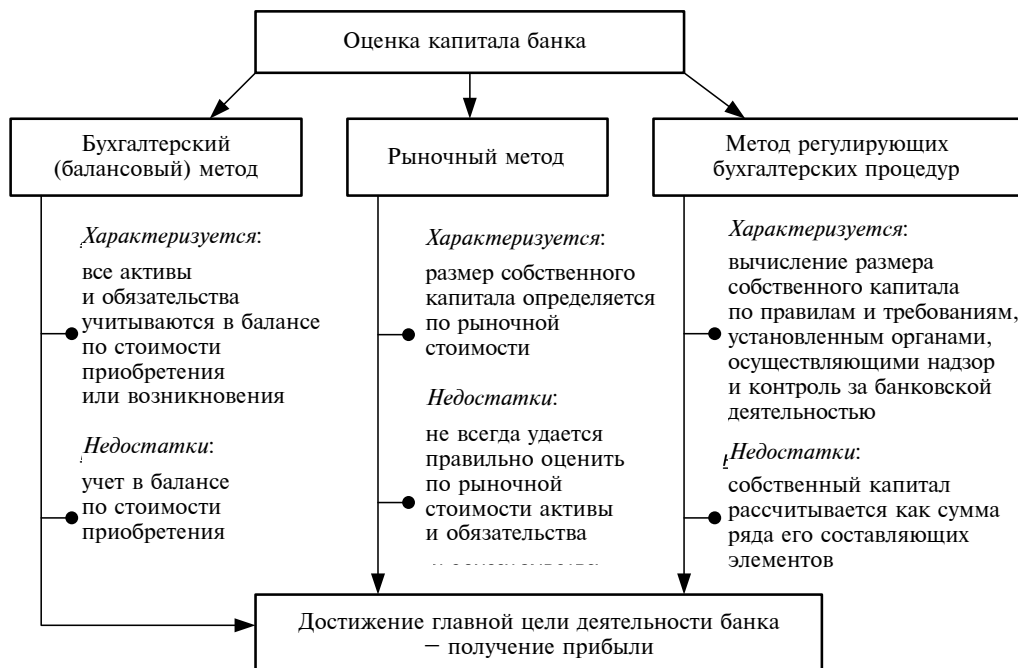 Оценка капитала банка
Бухгалтерский
(балансовый) метод
Характеризуется:
все активы
и обязательства
учитываются в балансе
по стоимости
приобретения
или возникновения
Недостатки:
учет в балансе
по стоимости
приобретения
Рыночный метод
Характеризуется:
размер собственного
капитала определяется
по рыночной
стоимости
Недостатки:
не всегда удается
правильно оценить
по рыночной
стоимости активы
и обязательства
Метод регулирующих
бухгалтерских процедур
Характеризуется:
вычисление размера
собственного капитала
по правилам и требованиям,
установленным органами,
осуществляющими надзор
и контроль за банковской
деятельностью
Недостатки:
собственный капитал
рассчитывается как сумма
ряда его составляющих
элементов
Достижение главной цели деятельности банка
– получение прибыли